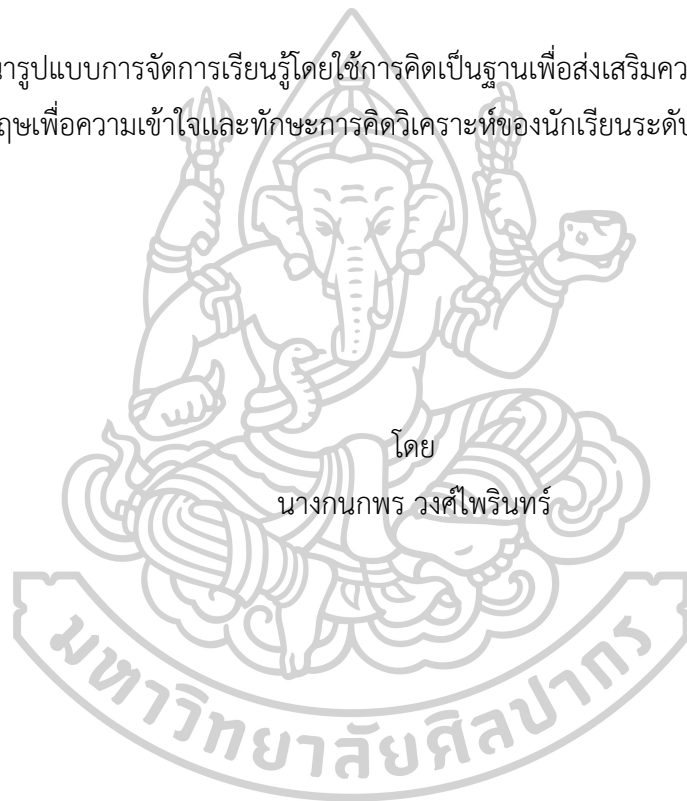 นารูปแบบการจัดการเรียนรู้โดยใช้การคิดเป็นฐานเพื่อส่งเสริมคว
ฤษเพื่อความเข้าใจและทักษะการคิดวิเคราะห์ของนักเรียนระดับ
โดย
นางกนกพร วงศ์ไพรินทร์
มหาวิทยาลัยศิลปากร